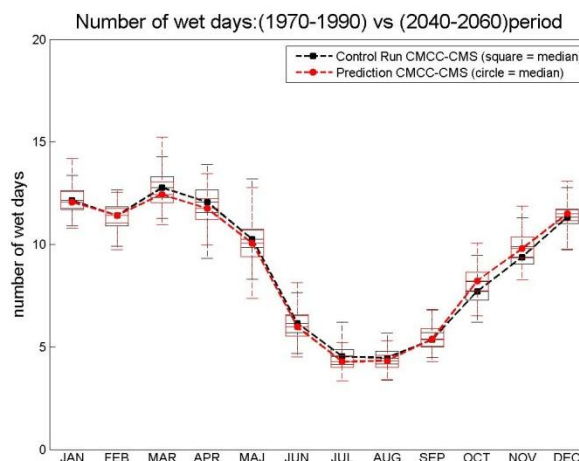 Number of wet days:(1970-1990) vs (2040-2060)period
20
Control Run CMCC-CMS (square = median)
Prediction CMCC-CMS (circle = median)
15
10
5
0
number of wet days
JAN FEB MAR APR MAJ JUN JUL AUG SEP OCT NOV DEC